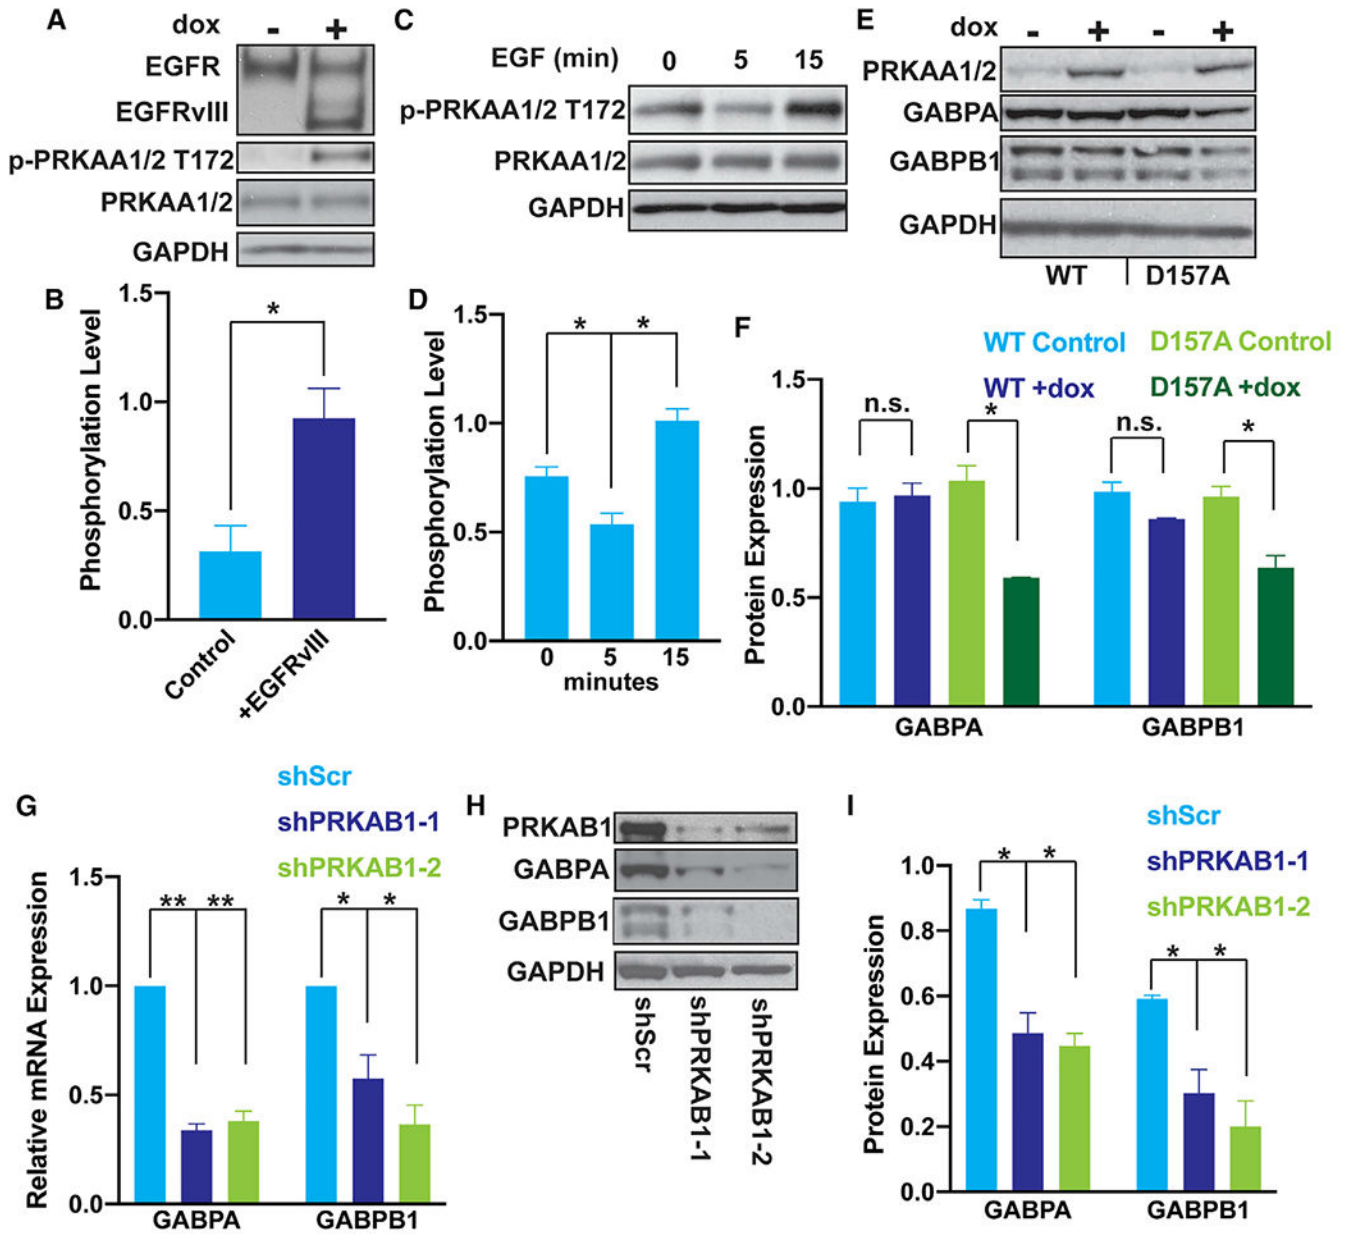 A
dox - +
EGFR
EGFRvIII
p-PRKAA1/2 T172
PRKAA1/2
GAPDH
C
EGF (min) 0 5 15
p-PRKAA1/2 T172
PRKAA1/2
GAPDH
E
dox - + - +
PRKAA1/2
GABPA
GABPB1
GAPDH
WT D157A
B
Phosphorylation Level
1.5
1.0
0.5
0.0
*
Control
+EGFRvIII
D
Phosphorylation Level
1.5
1.0
0.5
0.0
* *
0 5 15
minutes
F
WT Control D157A Control
WT +dox D157A +dox
Protein Expression
1.5
1.0
0.5
0.0
n.s. * n.s. *
GABPA GABPB1
G
shScr
shPRKAB1-1
shPRKAB1-2
Relative mRNA Expression
1.5
1.0
0.5
0.0
** ** * *
GABPA GABPB1
H
PRKAB1
GABPA
GABPB1
GAPDH
shScr
shPRKAB1-1
shPRKAB1-2
I
shScr
shPRKAB1-1
shPRKAB1-2
Protein Expression
1.0
0.8
0.6
0.4
0.2
0.0
* * * *
GABPA GABPB1